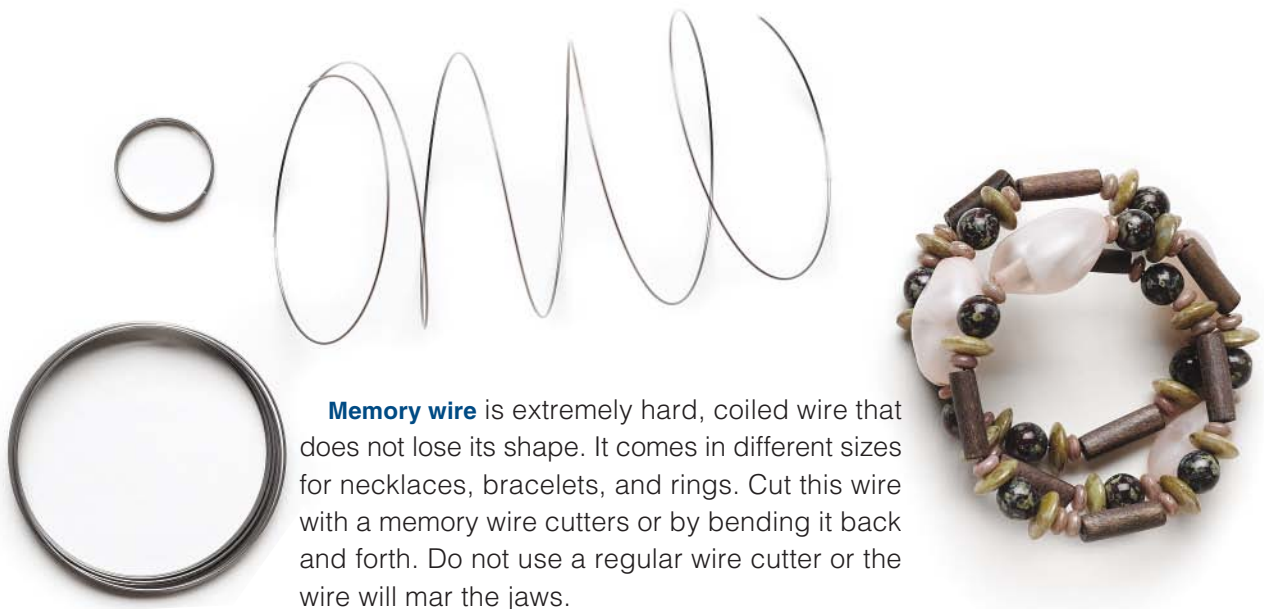 Memory wire is extremely hard, coiled wire that
does not lose its shape. It comes in different sizes
for necklaces, bracelets, and rings. Cut this wire
with a memory wire cutters or by bending it back
and forth. Do not use a regular wire cutter or the
wire will mar the jaws.